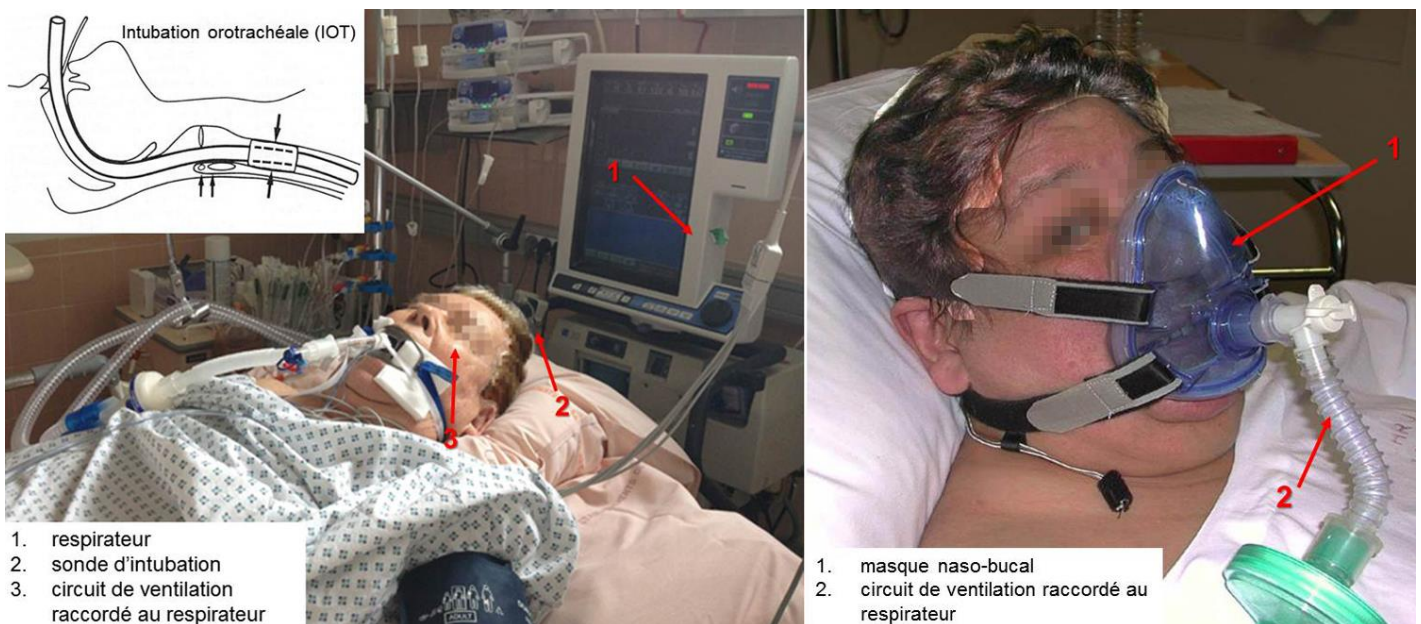 Intubation orotrachéale (IOT)
1
2
3
1. respirateur
2. sonde d'intubation
3. circuit de ventilation
raccordé au respirateur
ADULT
1
2
1. masque naso-bucal
2. circuit de ventilation raccordé au
respirateur